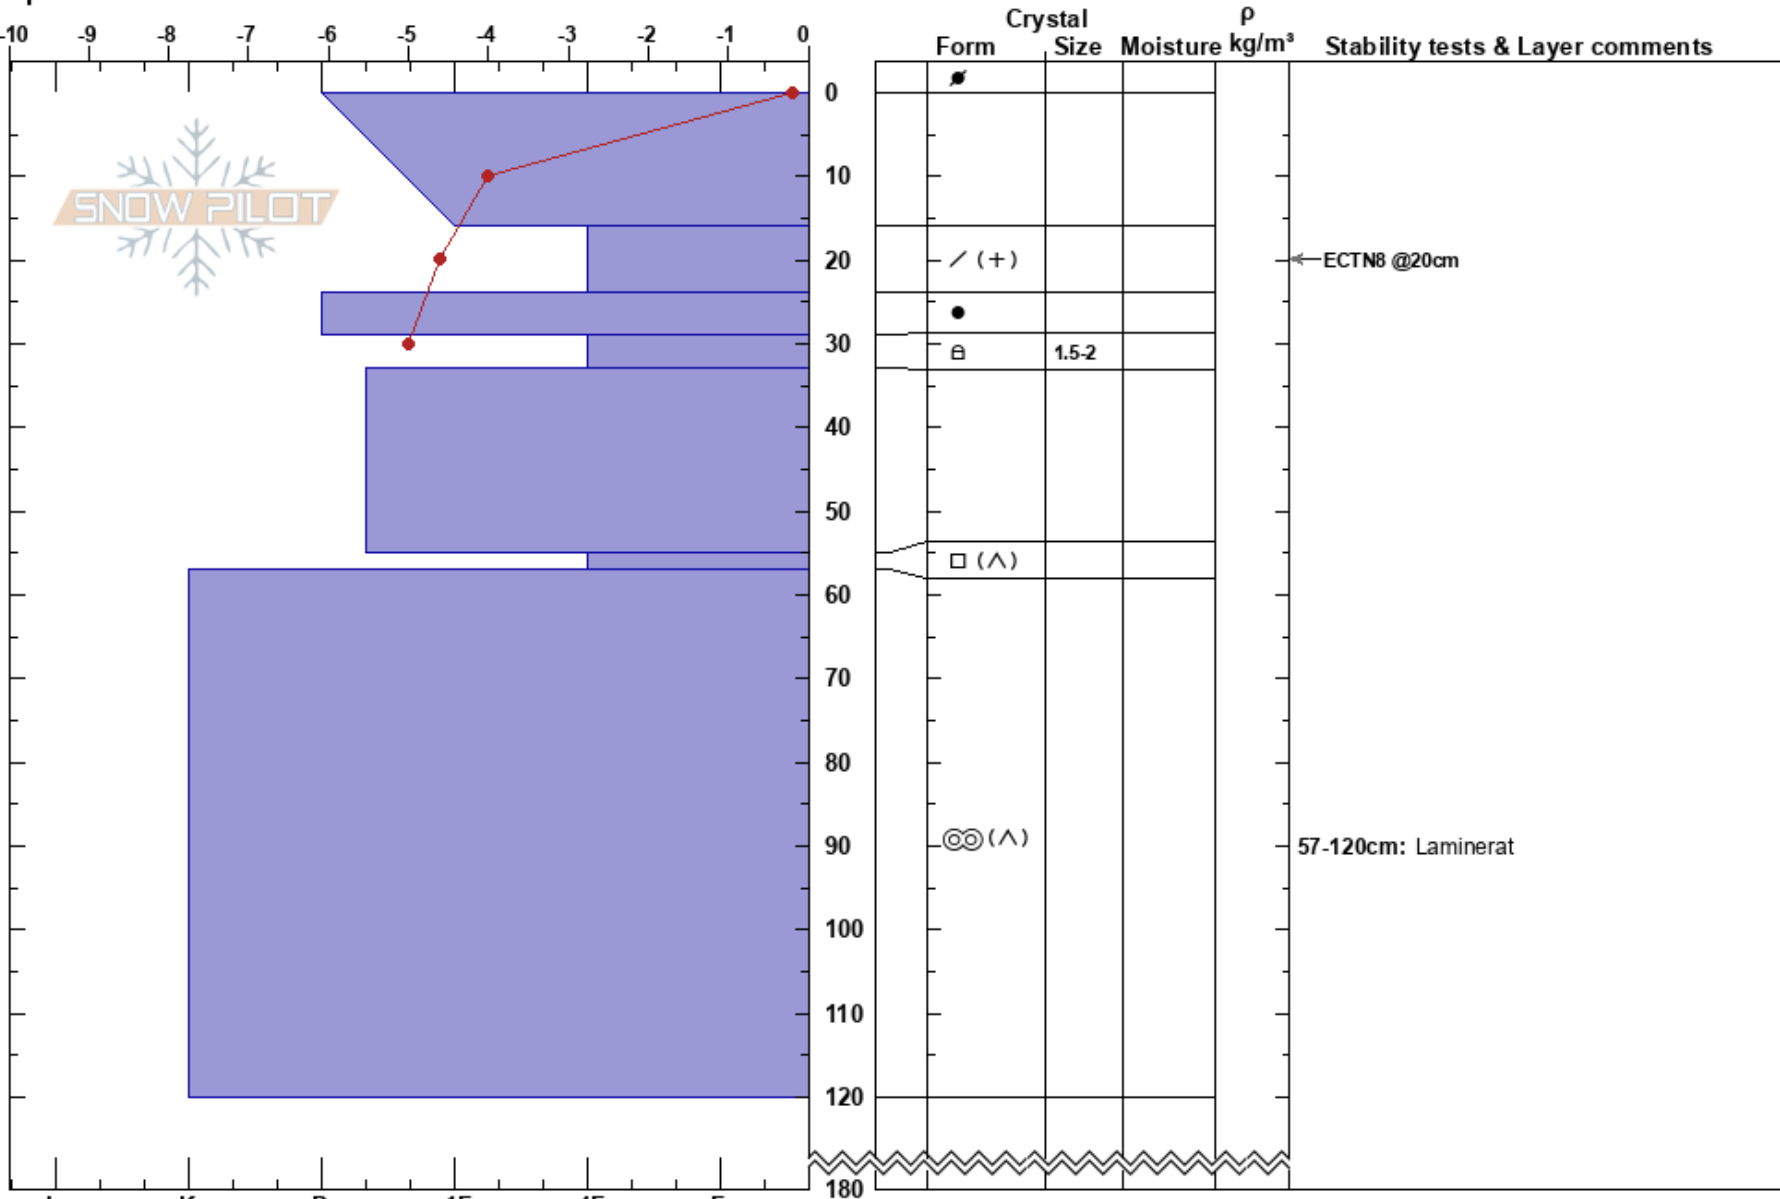 Crystal ρ
-10 -9 -8 -7 -6 -5 -4 -3 -2 -1 0 Form Size Moisture kg/m³ Stability tests & Layer comments
0
10
SNOW PILOT
20 / (+) ECTN8 @20cm
30
1.5-2
40
50
60
70
80
90 57-120cm: Laminerat
100
110
120
180